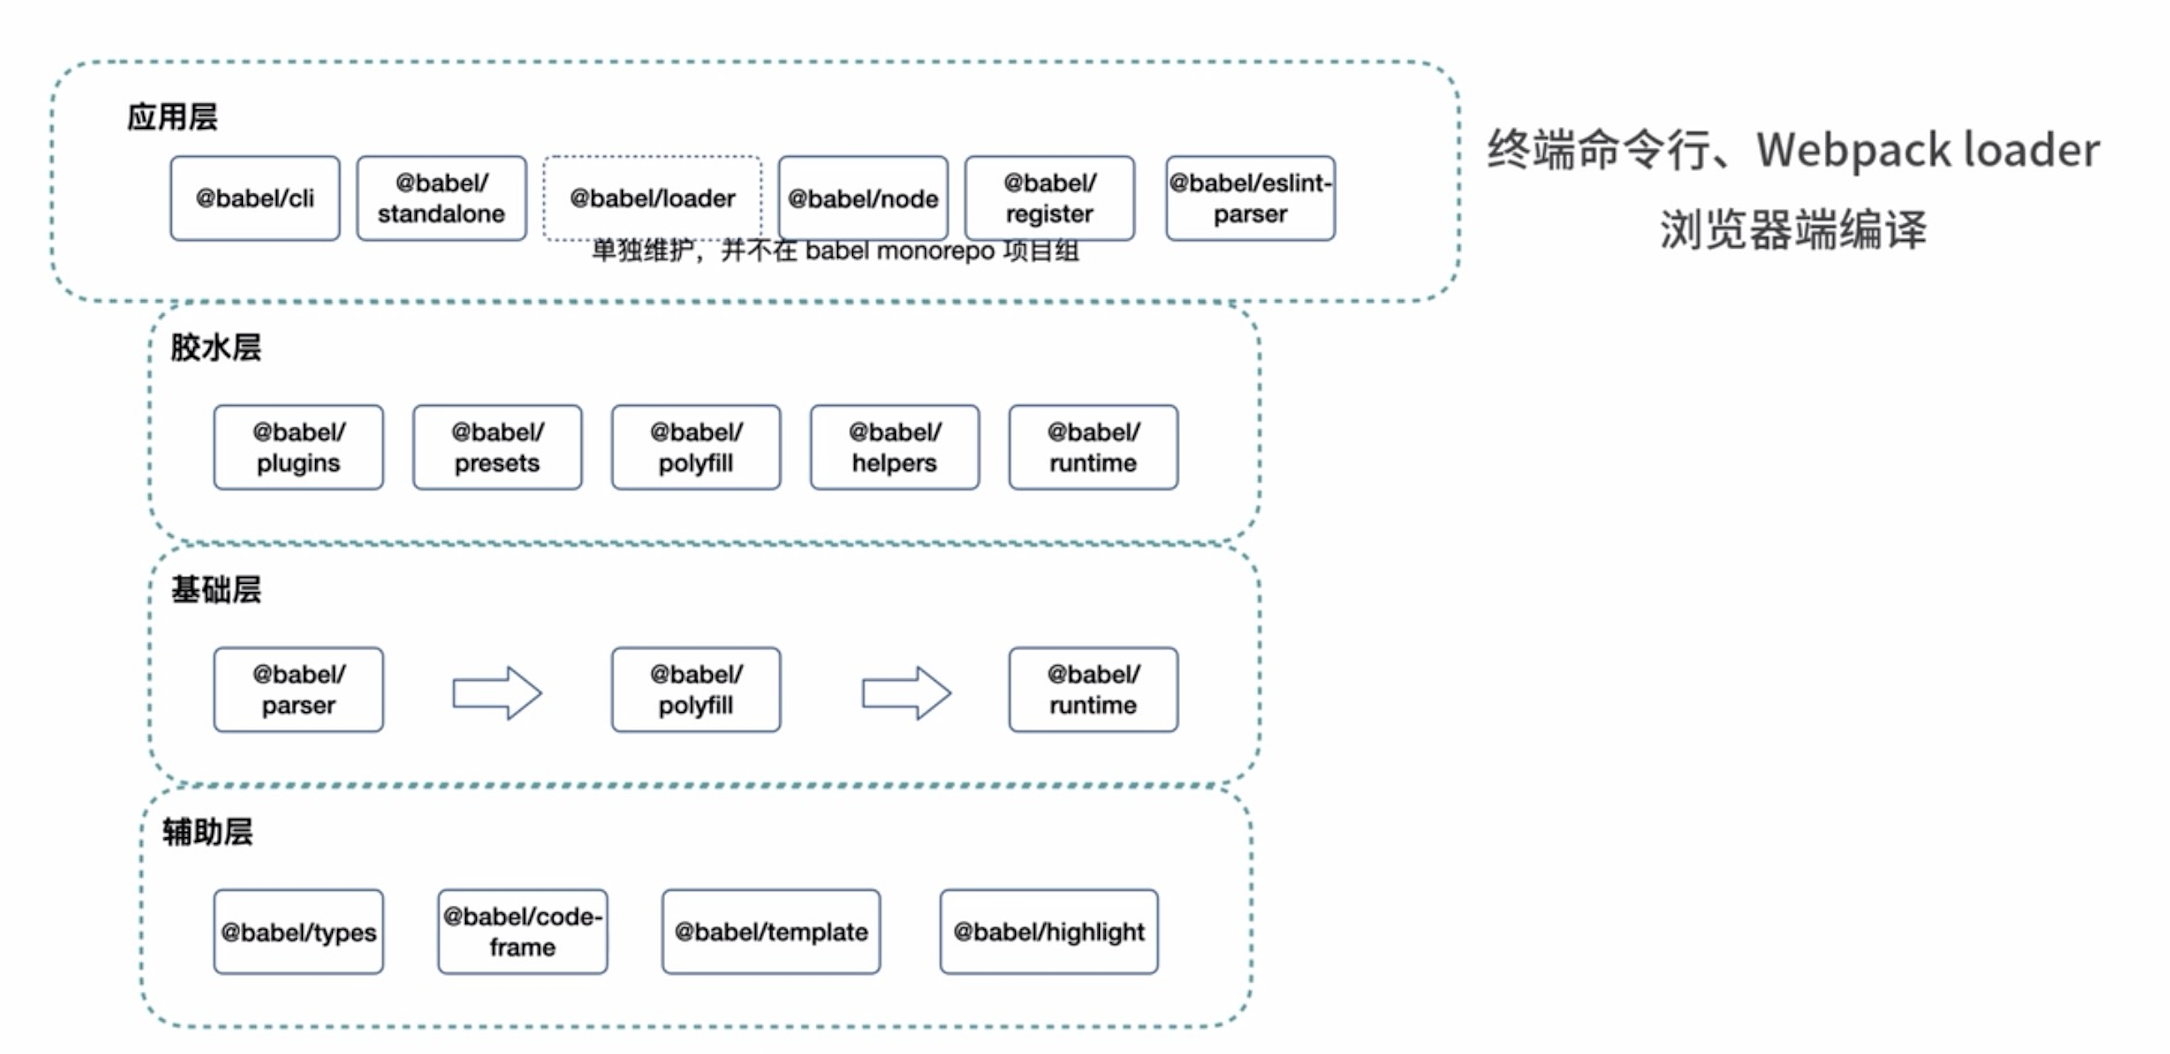 应用层
@babel/cli
@babel/
standalone
@babel/loader
@babel/node
@babel/
register
@babel/eslint-
parser
单独维护，并不在 babel monorepo 项目组
终端命令行、Webpack loader
浏览器端编译
胶水层
@babel/
plugins
@babel/
presets
@babel/
polyfill
@babel/
helpers
@babel/
runtime
基础层
@babel/
parser
@babel/
polyfill
@babel/
runtime
辅助层
@babel/types
@babel/code-
frame
@babel/template
@babel/highlight